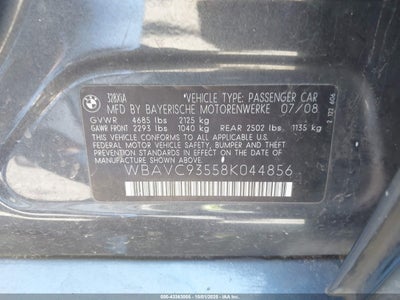 BMW
328XiA
*VEHICLE TYPE: PASSENGER CAR
MFD BY BAYERISCHE MOTORENWERKE 07/08
GVWR 4685 lbs 2125 kg
GAWR FRONT 2293 lbs 1040 kg REAR 2502 lbs 1135 kg
THIS VEHICLE CONFORMS TO ALL APPLICABLE FEDERAL
MOTOR VEHICLE SAFETY, BUMPER
AND THEFT PREVENTION STANDARDS IN EFFECT
ON THE DATE OF MANUFACTURE SHOWN ABOVE.
WBAVC93558K044856